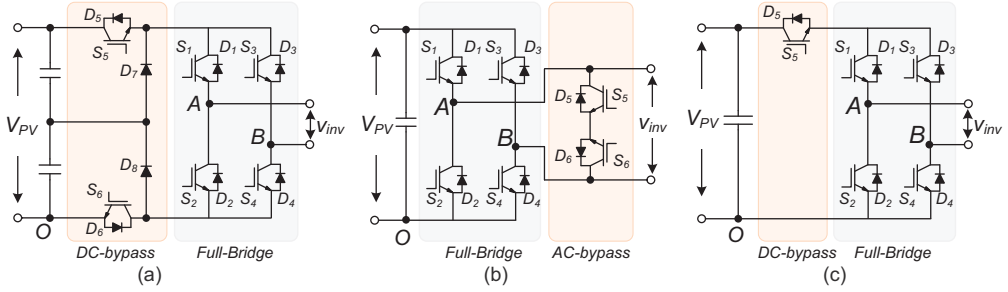 D5
S5
D7
VPV
D8
S6
D6
O
S1
D1
S3
D3
A
B
vinv
S2
D2
S4
D4
DC-bypass
Full-Bridge
(a)
S1
D1
S3
D3
A
D5
S5
VPV
vinv
B
D6
S6
S2
D2
S4
D4
O
Full-Bridge
AC-bypass
(b)
D5
S5
S1
D1
S3
D3
A
VPV
B
vinv
S2
D2
S4
D4
O
DC-bypass
Full-Bridge
(c)